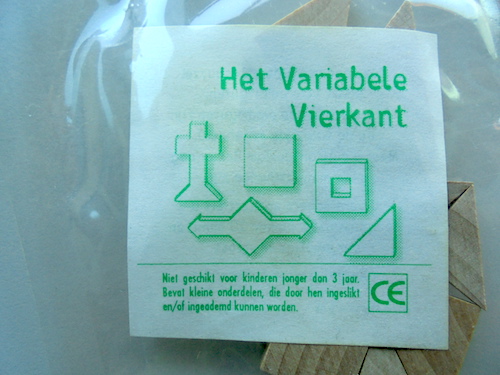 Het Variabele
Vierkant
Niet geschikt voor kinderen jonger dan 3 jaar.
Bevat kleine onderdelen, die door hen ingeslikt
en/of ingeademd kunnen worden.
CE